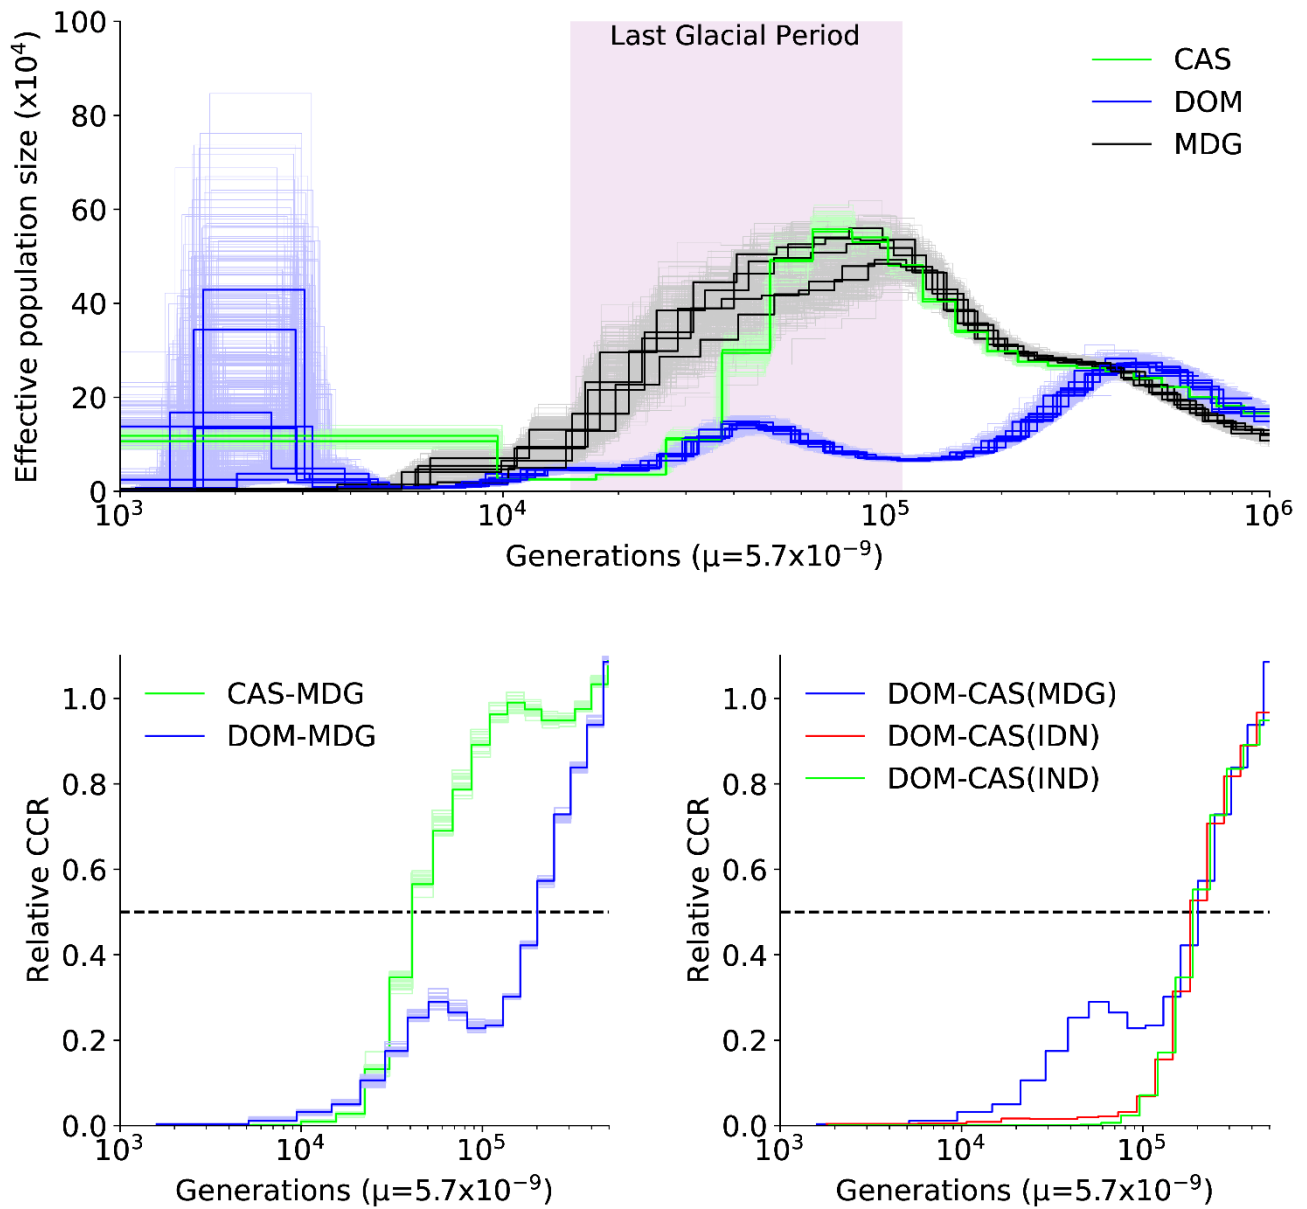 Effective population size (x10⁴)
100
80
60
40
20
0
Last Glacial Period
CAS
DOM
MDG
10³ 10⁴ 10⁵ 10⁶
Generations (μ=5.7x10⁻⁹)
Relative CCR
1.0
0.8
0.6
0.4
0.2
0.0
CAS-MDG
DOM-MDG
10³ 10⁴ 10⁵
Generations (μ=5.7x10⁻⁹)
Relative CCR
1.0
0.8
0.6
0.4
0.2
0.0
DOM-CAS(MDG)
DOM-CAS(IDN)
DOM-CAS(IND)
10³ 10⁴ 10⁵
Generations (μ=5.7x10⁻⁹)